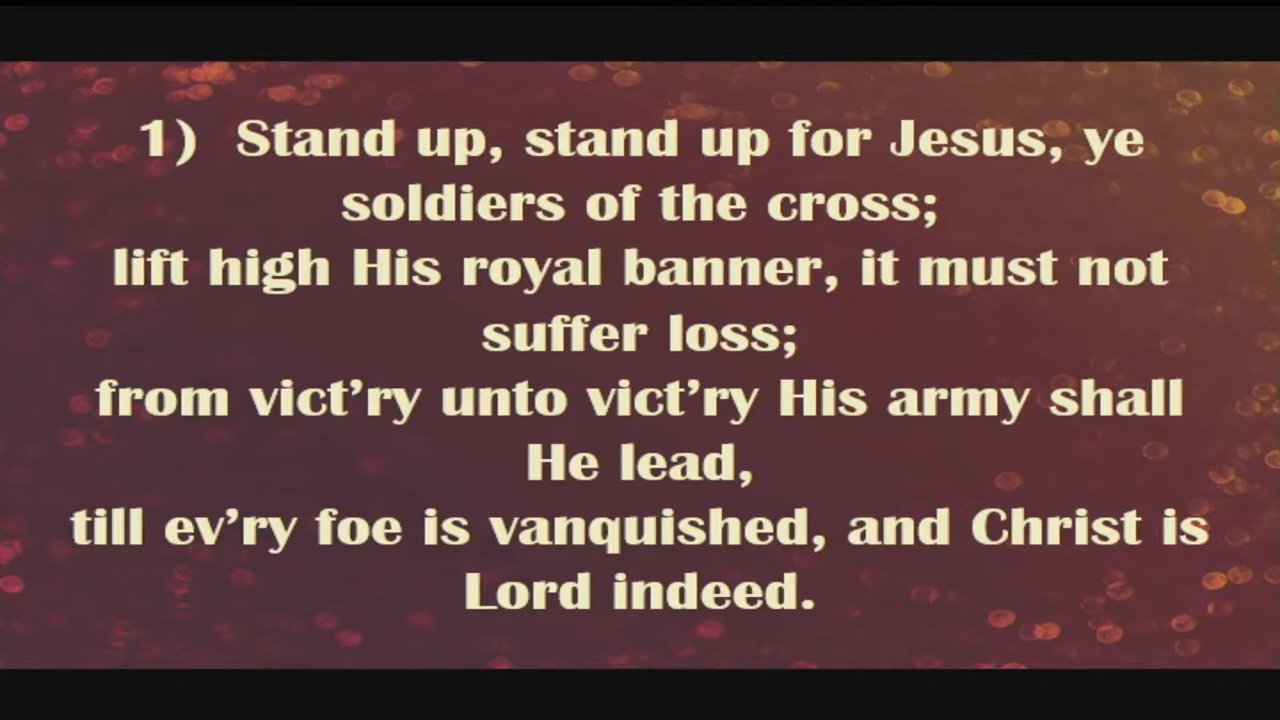 1) Stand up, stand up for Jesus, ye
soldiers of the cross;
lift high His royal banner, it must not
suffer loss;
from vict’ry unto vict’ry His army shall
He lead,
till ev’ry foe is vanquished, and Christ is
Lord indeed.